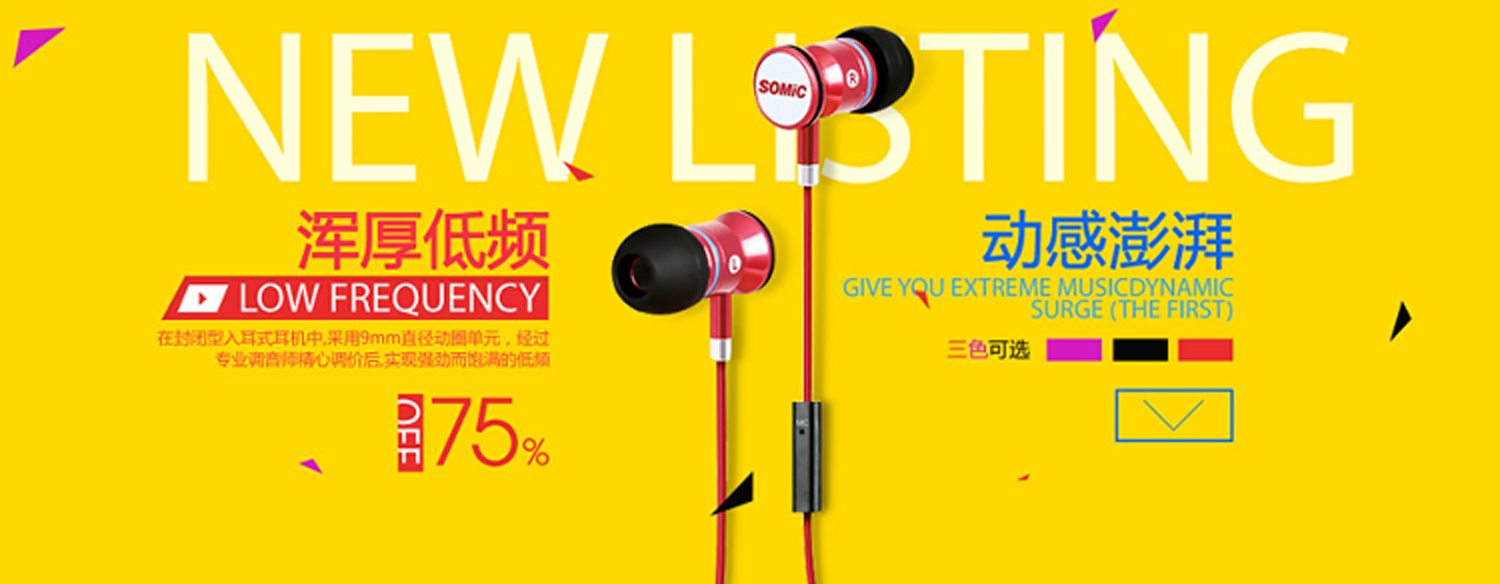 NEW LISTING
SOMiC
R
浑厚低频
LOW FREQUENCY
在封闭型入耳式耳机中,采用9mm直径动圈单元，经过
专业调音师精心调价后,实现强劲而饱满的低频
OFF 75%
L
动感澎湃
GIVE YOU EXTREME MUSICDYNAMIC
SURGE (THE FIRST)
三色可选
MIC